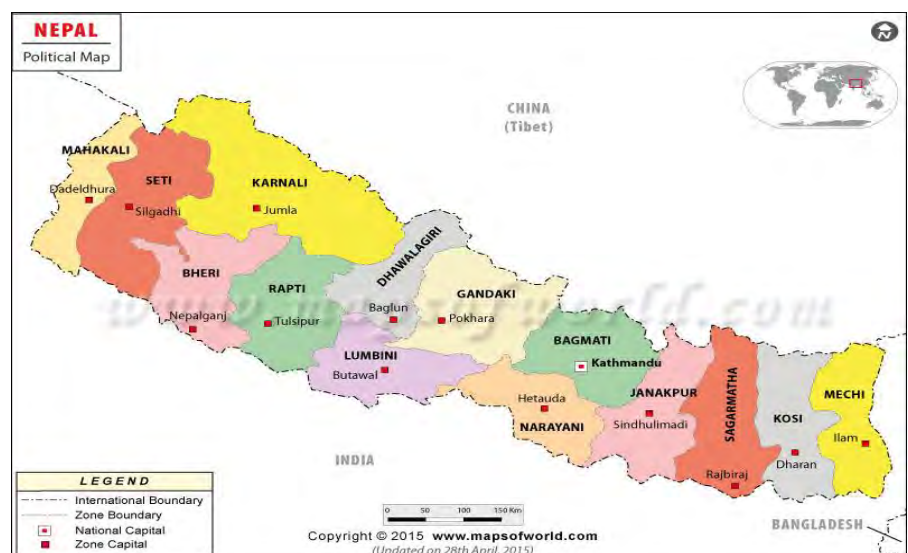 NEPAL
Political Map
N
CHINA
(Tibet)
MAHAKALI
Dadeldhura
SETI
Silgadhi
KARNALI
Jumla
BHERI
Nepalganj
RAPTI
Tulsipur
DHAWALAGIRI
Baglun
GANDAKI
Pokhara
LUMBINI
Butawal
BAGMATI
Kathmandu
Hetauda
NARAYANI
JANAKPUR
Sindhulimadi
SAGARMATHA
Rajbiraj
KOSI
Dharan
MECHI
Ilam
www.mapsofworld.com
INDIA
BANGLADESH
LEGEND
International Boundary
Zone Boundary
National Capital
Zone Capital
0 50 100 150 Km
Copyright © 2015 www.mapsofworld.com
(Updated on 28th April, 2015)